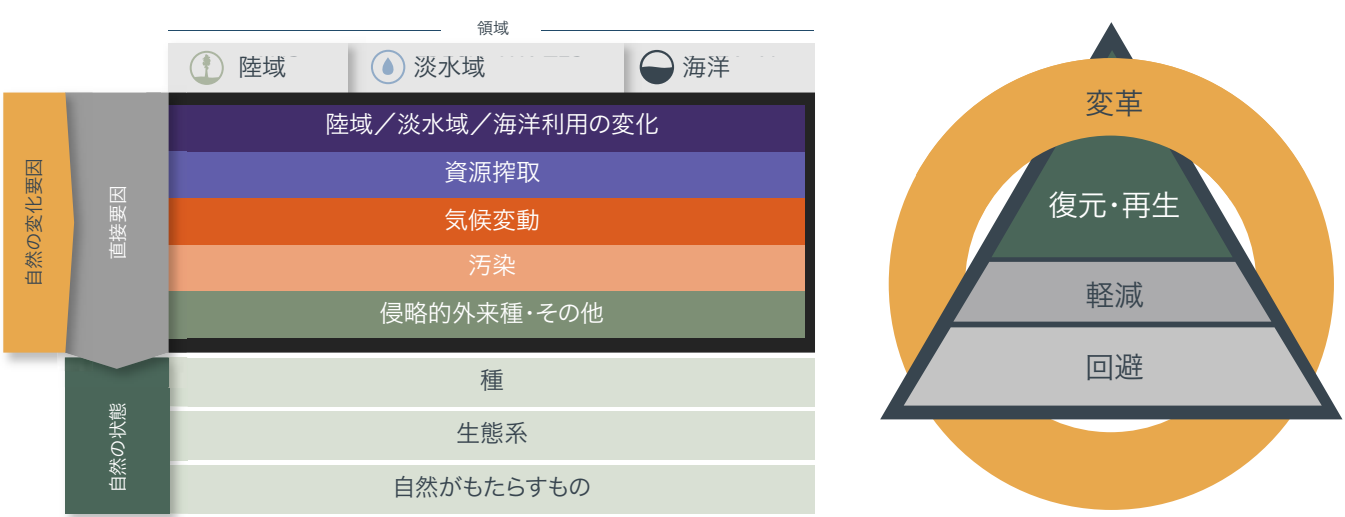 領域
陸域
淡水域
海洋
自然の変化要因
直接要因
陸域／淡水域／海洋利用の変化
資源搾取
気候変動
汚染
侵略的外来種・その他
自然の状態
種
生態系
自然がもたらすもの
変革
復元・再生
軽減
回避